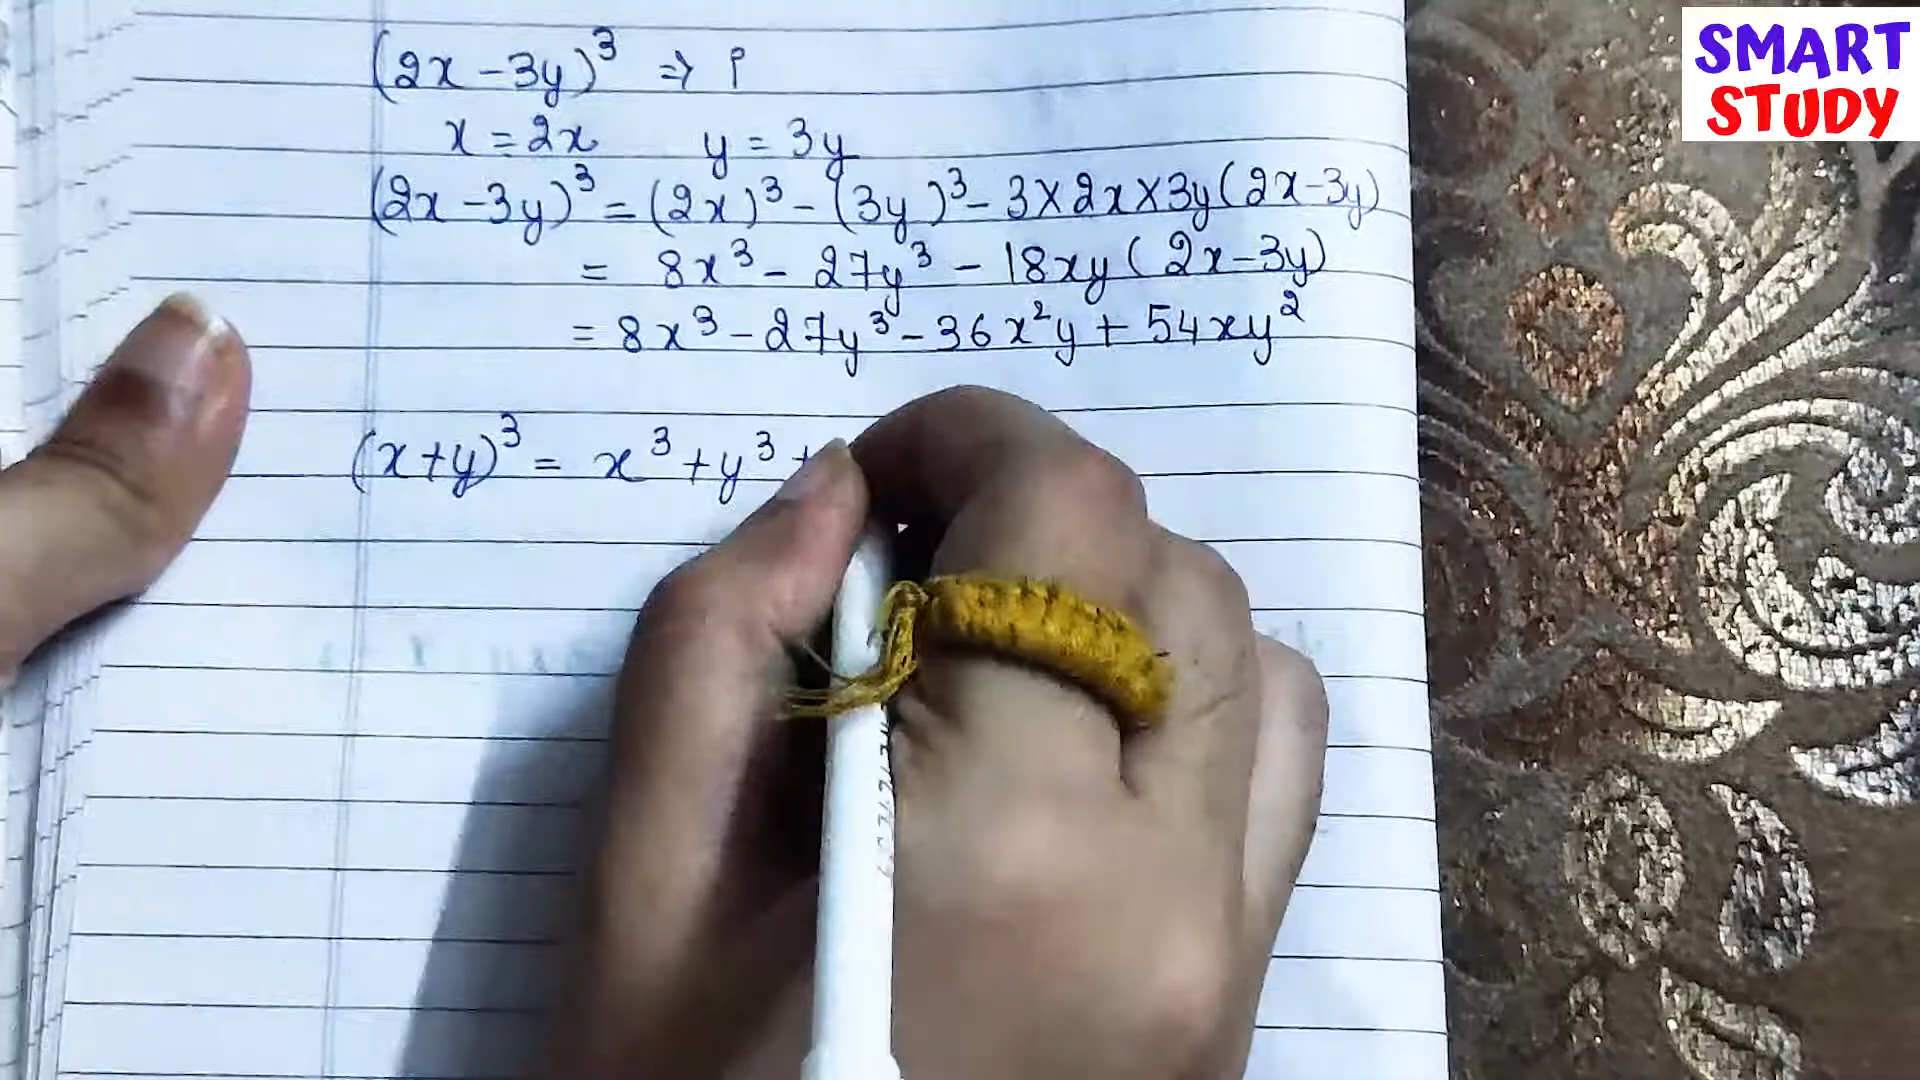 (2x-3y)³ ⇒ ?
x = 2x y = 3y
(2x-3y)³ = (2x)³ - (3y)³ - 3×2x×3y(2x-3y)
= 8x³ - 27y³ - 18xy(2x-3y)
= 8x³ - 27y³ - 36x²y + 54xy²
(x+y)³ = x³ + y³ +
SMART
STUDY